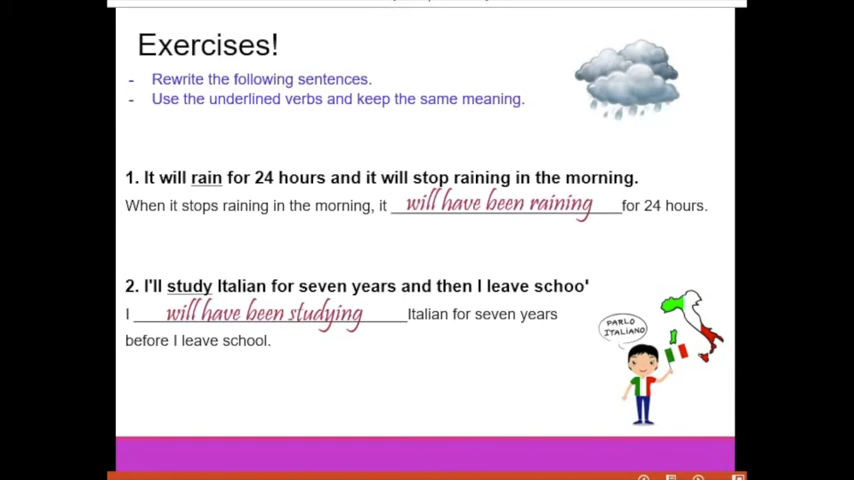 Exercises!
- Rewrite the following sentences.
- Use the underlined verbs and keep the same meaning.
1. It will rain for 24 hours and it will stop raining in the morning.
When it stops raining in the morning, it will have been raining for 24 hours.
2. I'll study Italian for seven years and then I leave schoo'
I will have been studying Italian for seven years
before I leave school.
PARLO
ITALIANO